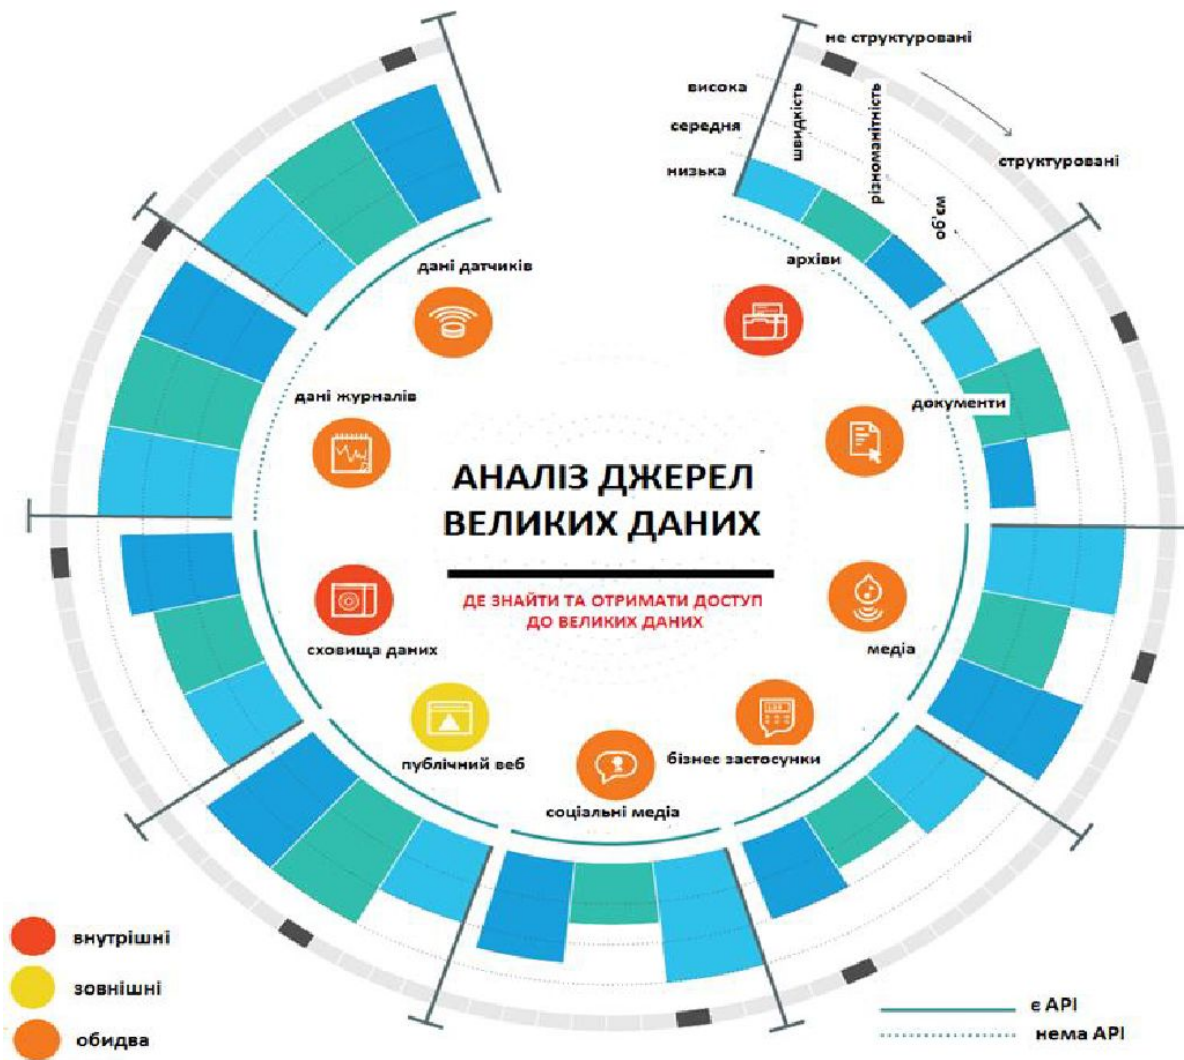 не структуровані
висока
середня
низька
швидкість
різноманітність
об'єм
структуровані
архіви
дані датчиків
дані журналів
документи
АНАЛІЗ ДЖЕРЕЛ
ВЕЛИКИХ ДАНИХ
ДЕ ЗНАЙТИ ТА ОТРИМАТИ ДОСТУП
ДО ВЕЛИКИХ ДАНИХ
сховища даних
медіа
публічний веб
бізнес застосунки
соціальні медіа
внутрішні
зовнішні
обидва
є API
нема API